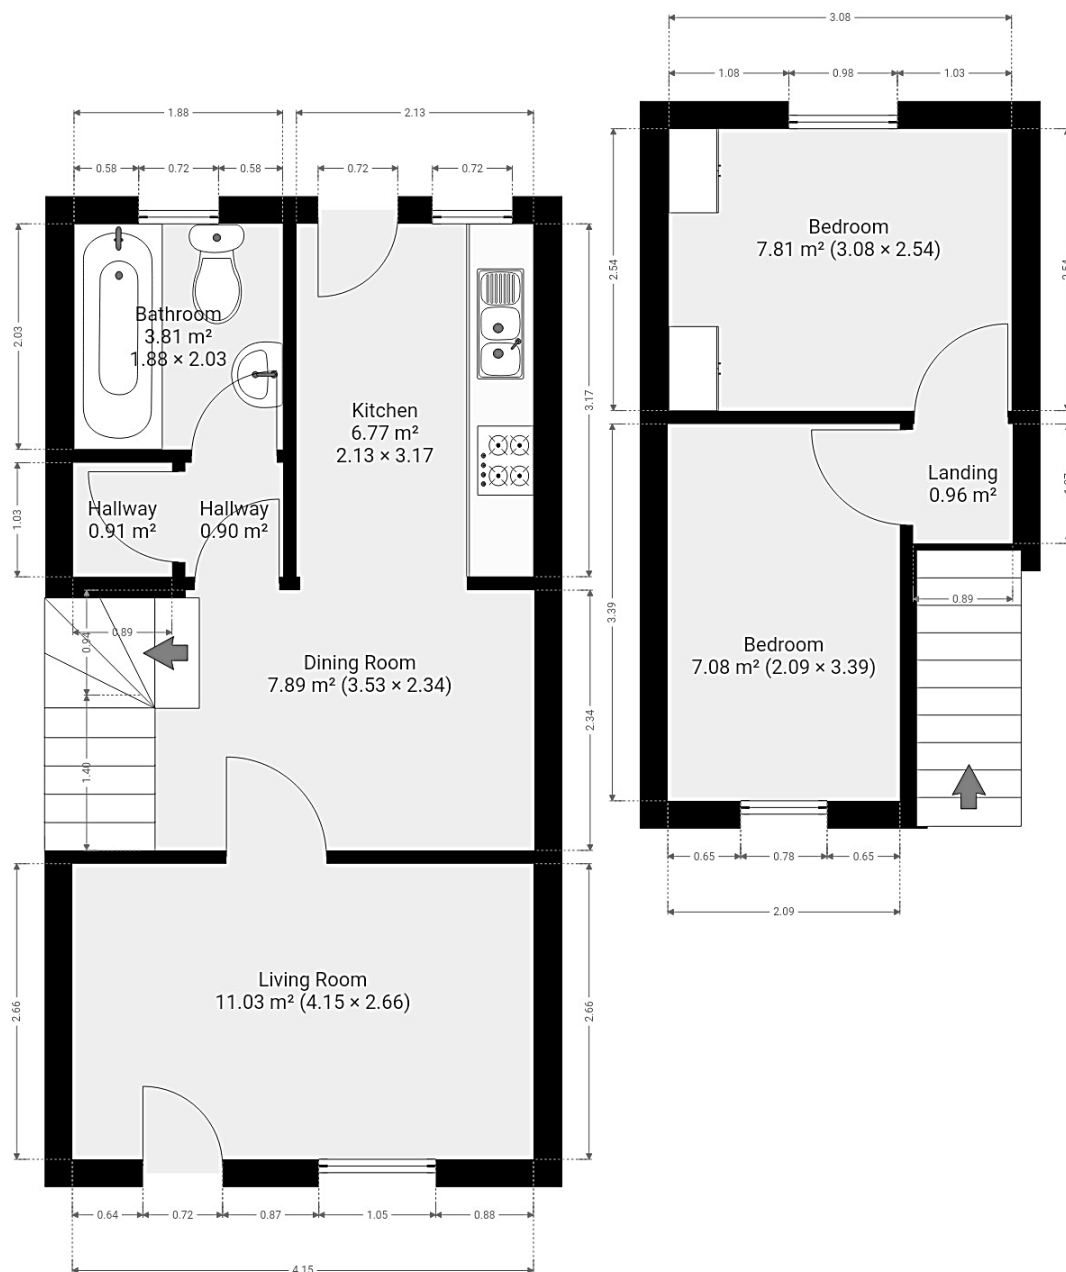 3.08
1.08
0.98
1.03
1.88
2.13
0.58
0.72
0.58
0.72
0.72
Bedroom
7.81 m² (3.08 × 2.54)
2.54
2.03
Bathroom
3.81 m²
1.88 × 2.03
Kitchen
6.77 m²
2.13 × 3.17
3.17
Landing
0.96 m²
1.03
Hallway
0.91 m²
Hallway
0.90 m²
0.89
0.94
0.89
3.39
Bedroom
7.08 m² (2.09 × 3.39)
Dining Room
7.89 m² (3.53 × 2.34)
2.34
1.40
0.65
0.78
0.65
2.09
Living Room
11.03 m² (4.15 × 2.66)
2.66
2.66
0.64
0.72
0.87
1.05
0.88
4.15